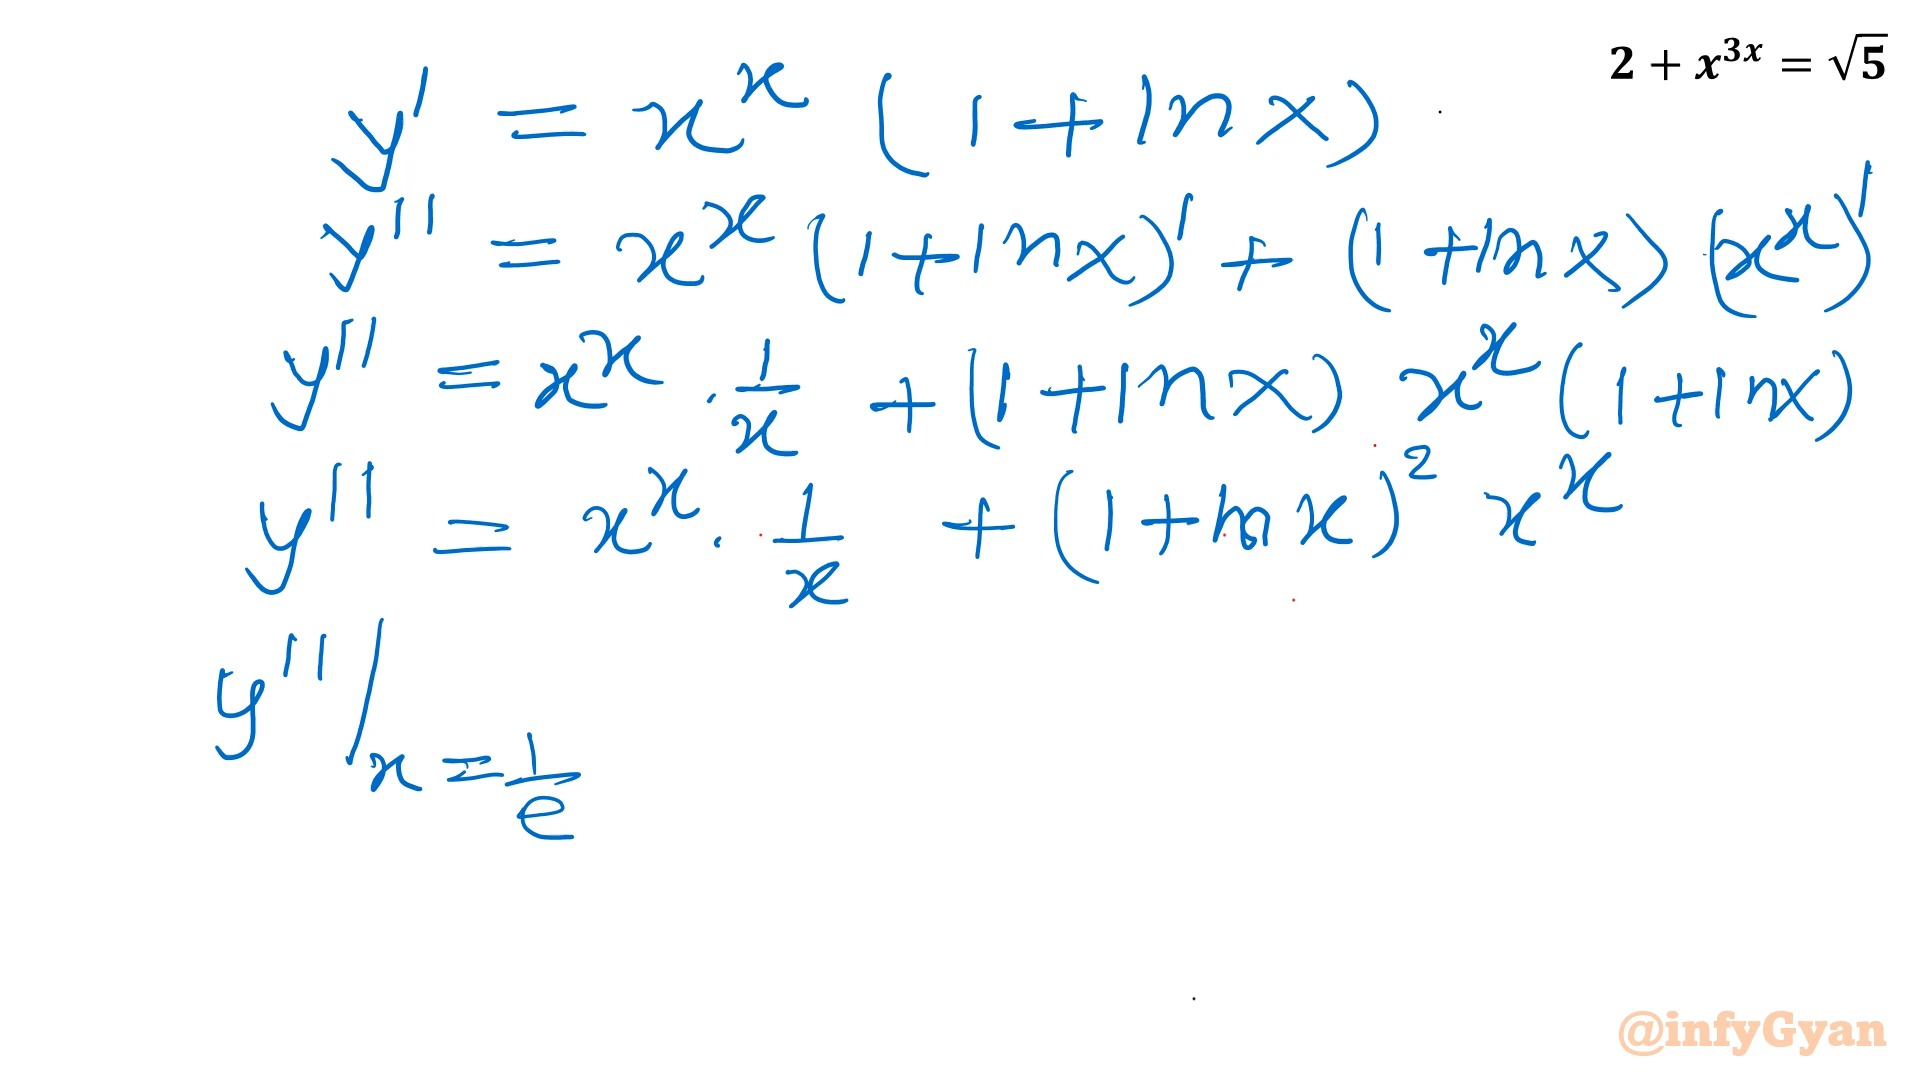 2 + x^{3x} = √5
y' = x^x (1 + ln x)
y'' = x^x (1 + ln x)' + (1 + ln x) (x^x)'
y'' = x^x . 1/x + (1 + ln x) x^x (1 + ln x)
y'' = x^x . 1/x + (1 + ln x)^2 x^x
y'' / x = 1/e
@infyGyan